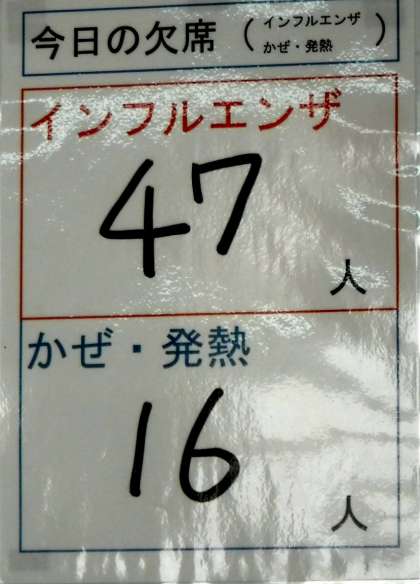 今日の欠席（インフルエンザ
かぜ・発熱）
インフルエンザ
47
人
かぜ・発熱
16
人